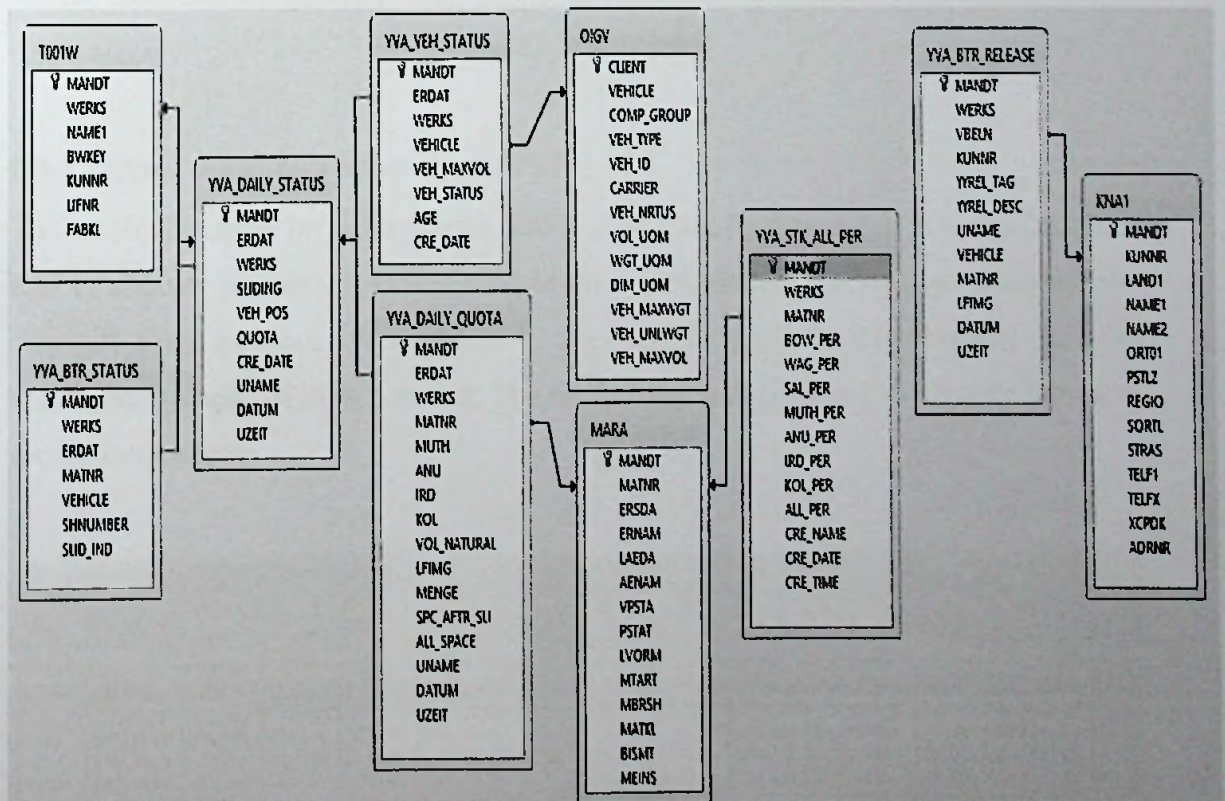 T001W
MANDT
WERKS
NAME1
BWKEY
KUNNR
LIFNR
FABKL
YVA_BTR_STATUS
MANDT
WERKS
ERDAT
MATNR
VEHICLE
SHNUMBER
SLID_IND
YVA_DAILY_STATUS
MANDT
ERDAT
WERKS
SLIDING
VEH_POS
QUOTA
CRE_DATE
UNAME
DATUM
UZEIT
YVA_VEH_STATUS
MANDT
ERDAT
WERKS
VEHICLE
VEH_MAXVOL
VEH_STATUS
AGE
CRE_DATE
YVA_DAILY_QUOTA
MANDT
ERDAT
WERKS
MATNR
MUTH
ANU
IRD
KOL
VOL_NATURAL
LFIMG
MENGE
SPC_AFTR_SLI
ALL_SPACE
UNAME
DATUM
UZEIT
OIGV
CLIENT
VEHICLE
COMP_GROUP
VEH_TYPE
VEH_ID
CARRIER
VEH_NRTUS
VOL_UOM
WGT_UOM
DIM_UOM
VEH_MAXWGT
VEH_UNLWGT
VEH_MAXVOL
MARA
MANDT
MATNR
ERSDA
ERNAM
LAEDA
AENAM
VPSTA
PSTAT
LVORM
MTART
MBRSH
MATKL
BISMT
MEINS
YVA_STK_ALL_PER
MANDT
WERKS
MATNR
BOW_PER
WAG_PER
SAL_PER
MUTH_PER
ANU_PER
IRD_PER
KOL_PER
ALL_PER
CRE_NAME
CRE_DATE
CRE_TIME
YVA_BTR_RELEASE
MANDT
WERKS
VBELN
KUNNR
YYREL_TAG
YYREL_DESC
UNAME
VEHICLE
MATNR
LFIMG
DATUM
UZEIT
KNA1
MANDT
KUNNR
LAND1
NAME1
NAME2
ORT01
PSTLZ
REGIO
SORTL
STRAS
TELF1
TELFX
XCPDK
ADRNR